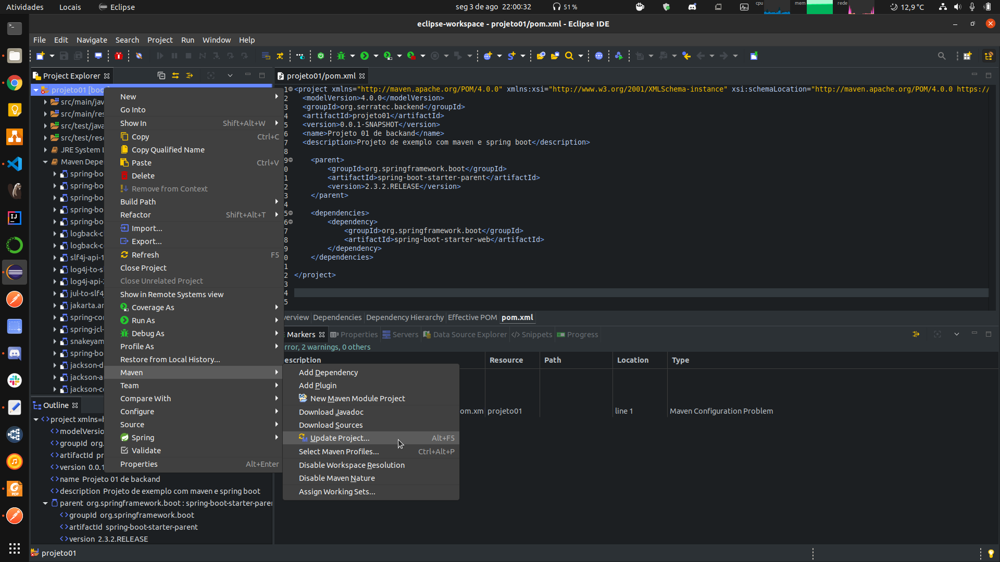 Atividades
Locais
Eclipse
seg 3 de ago 22:00:32
51 %
cpu
mem
rede
12,9 °C
eclipse-workspace - projeto01/pom.xml - Eclipse IDE
File Edit Navigate Search Project Run Window Help
Project Explorer
projeto01 [boo
src/main/jav
src/main/res
src/test/java
src/test/reso
JRE System L
Maven Depe
spring-bo
spring-bo
spring-bo
spring-bo
spring-bo
logback-c
logback-c
slf4j-api-1
log4j-to-s
log4j-api-2
jul-to-slf4
jakarta.an
spring-cor
spring-jcl-
snakeyam
spring-bo
jackson-d
jackson-a
jackson-co
New
Go Into
Show In Shift+Alt+W
Copy Ctrl+C
Copy Qualified Name
Paste Ctrl+V
Delete
Remove from Context
Build Path
Refactor Shift+Alt+T
Import...
Export...
Refresh F5
Close Project
Close Unrelated Project
Show in Remote Systems view
Coverage As
Run As
Debug As
Profile As
Restore from Local History...
Maven
Team
Compare With
Configure
Source
Spring
Validate
Properties Alt+Enter
Add Dependency
Add Plugin
New Maven Module Project
Download Javadoc
Download Sources
Update Project... Alt+F5
Select Maven Profiles... Ctrl+Alt+P
Disable Workspace Resolution
Disable Maven Nature
Assign Working Sets...
projeto01/pom.xml
1 <project xmlns="http://maven.apache.org/POM/4.0.0" xmlns:xsi="http://www.w3.org/2001/XMLSchema-instance" xsi:schemaLocation="http://maven.apache.org/POM/4.0.0 https://
2 <modelVersion>4.0.0</modelVersion>
3 <groupId>org.serratec.backend</groupId>
4 <artifactId>projeto01</artifactId>
5 <version>0.0.1-SNAPSHOT</version>
6 <name>Projeto 01 de backand</name>
7 <description>Projeto de exemplo com maven e spring boot</description>
8
9 <parent>
0 <groupId>org.springframework.boot</groupId>
1 <artifactId>spring-boot-starter-parent</artifactId>
2 <version>2.3.2.RELEASE</version>
3 </parent>
4
5 <dependencies>
6 <dependency>
7 <groupId>org.springframework.boot</groupId>
8 <artifactId>spring-boot-starter-web</artifactId>
9 </dependency>
0 </dependencies>
1
2 </project>
3
4
5
verview Dependencies Dependency Hierarchy Effective POM pom.xml
Markers Properties Servers Data Source Explorer Snippets Progress
rror, 2 warnings, 0 others
escription Resource Path Location Type
om.xm projeto01 line 1 Maven Configuration Problem
Outline
project xmlns=h
modelVersio
groupId org.
artifactId pr
version 0.0.1
name Projeto 01 de backand
description Projeto de exemplo com maven e spring boot
parent org.springframework.boot : spring-boot-starter-paren
groupId org.springframework.boot
artifactId spring-boot-starter-parent
version 2.3.2.RELEASE
projeto01